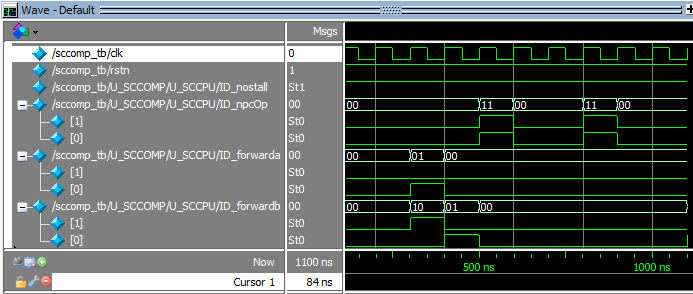 Wave - Default
Msgs
/sccomp_tb/clk 0
/sccomp_tb/rstn 1
/sccomp_tb/U_SCCOMP/U_SCCPU/ID_nostall St1
/sccomp_tb/U_SCCOMP/U_SCCPU/ID_npcOp 00 00 11 00 11 00
[1] St0
[0] St0
/sccomp_tb/U_SCCOMP/U_SCCPU/ID_forwarda 00 00 01 00
[1] St0
[0] St0
/sccomp_tb/U_SCCOMP/U_SCCPU/ID_forwardb 00 00 10 01 00
[1] St0
[0] St0
Now 1100 ns 500 ns 1000 ns
Cursor 1 84 ns